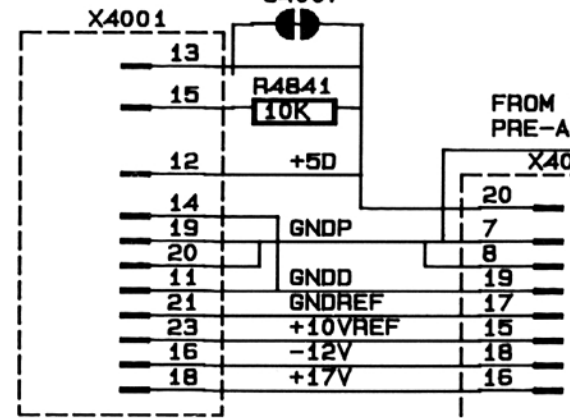 X4001
13
R4841
15
10K
FROM
PRE-A
12
+5D
X40
20
14
19
GNDP
7
20
8
11
GNDD
19
21
GNDREF
17
23
+10VREF
15
16
-12V
18
18
+17V
16